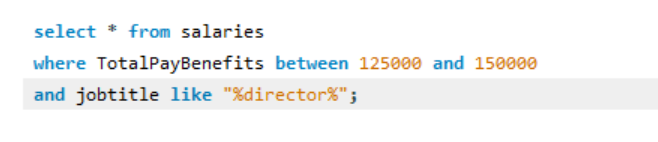 select * from salaries
where TotalPayBenefits between 125000 and 150000
and jobtitle like "%director%";